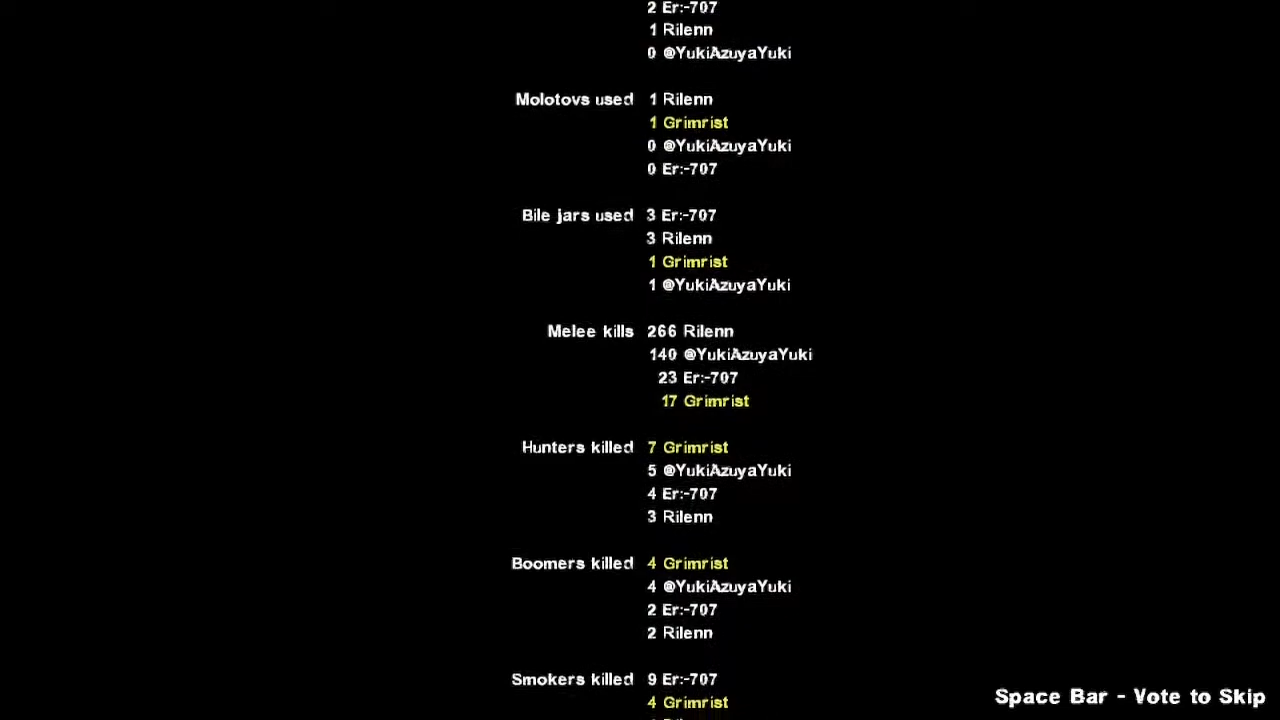 2 Er:-707
1 Rilenn
0 @YukiAzuyaYuki
Molotovs used 1 Rilenn
1 Grimrist
0 @YukiAzuyaYuki
0 Er:-707
Bile jars used 3 Er:-707
3 Rilenn
1 Grimrist
1 @YukiAzuyaYuki
Melee kills 266 Rilenn
140 @YukiAzuyaYuki
23 Er:-707
17 Grimrist
Hunters killed 7 Grimrist
5 @YukiAzuyaYuki
4 Er:-707
3 Rilenn
Boomers killed 4 Grimrist
4 @YukiAzuyaYuki
2 Er:-707
2 Rilenn
Smokers killed 9 Er:-707
4 Grimrist
Space Bar - Vote to Skip